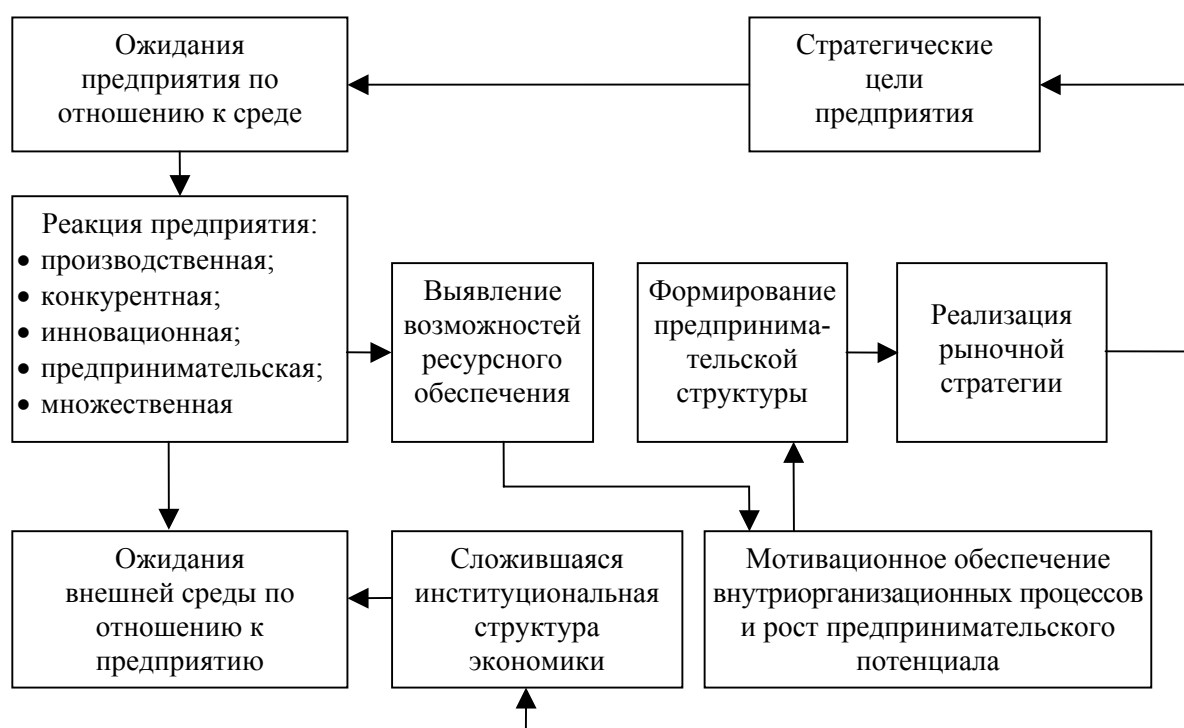 Ожидания
предприятия по
отношению к среде
Стратегические
цели
предприятия
Реакция предприятия:
• производственная;
• конкурентная;
• инновационная;
• предпринимательская;
• множественная
Выявление
возможностей
ресурсного
обеспечения
Формирование
предпринима-
тельской
структуры
Реализация
рыночной
стратегии
Ожидания
внешней среды по
отношению к
предприятию
Сложившаяся
институциональная
структура
экономики
Мотивационное обеспечение
внутриорганизационных процессов
и рост предпринимательского
потенциала